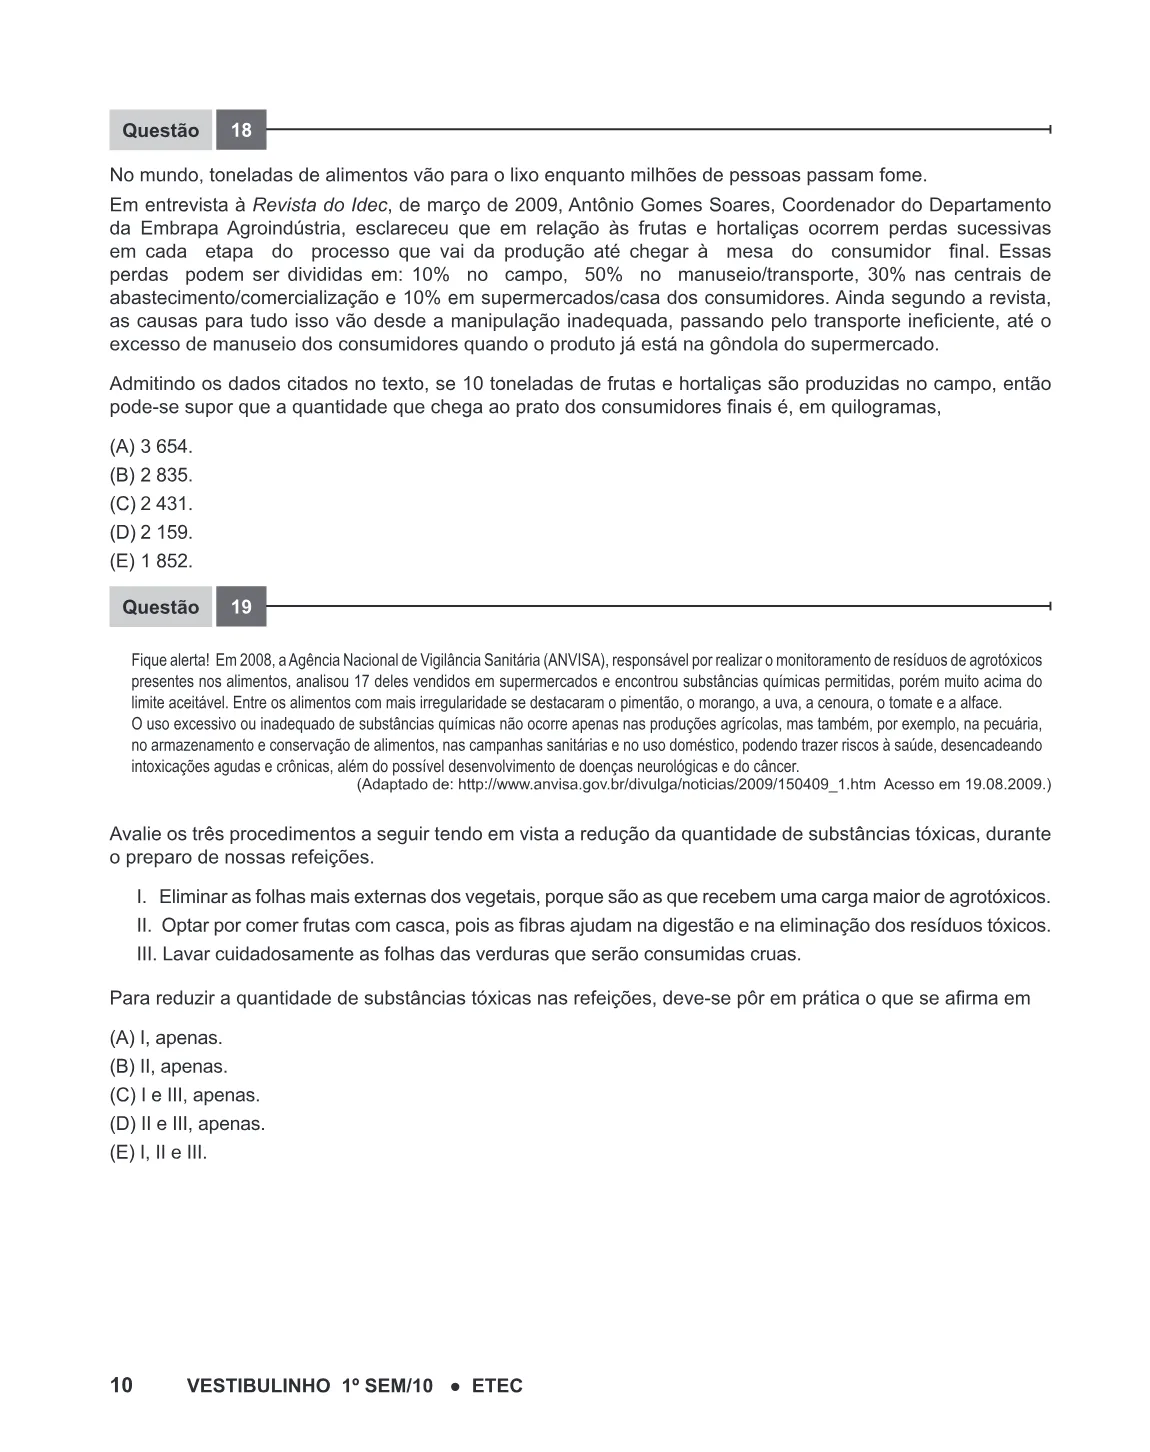 Questão 18
No mundo, toneladas de alimentos vão para o lixo enquanto milhões de pessoas passam fome.
Em entrevista à Revista do Idec, de março de 2009, Antônio Gomes Soares, Coordenador do Departamento
da Embrapa Agroindústria, esclareceu que em relação às frutas e hortaliças ocorrem perdas sucessivas
em cada etapa do processo que vai da produção até chegar à mesa do consumidor final. Essas
perdas podem ser divididas em: 10% no campo, 50% no manuseio/transporte, 30% nas centrais de
abastecimento/comercialização e 10% em supermercados/casa dos consumidores. Ainda segundo a revista,
as causas para tudo isso vão desde a manipulação inadequada, passando pelo transporte ineficiente, até o
excesso de manuseio dos consumidores quando o produto já está na gôndola do supermercado.
Admitindo os dados citados no texto, se 10 toneladas de frutas e hortaliças são produzidas no campo, então
pode-se supor que a quantidade que chega ao prato dos consumidores finais é, em quilogramas,
(A) 3 654.
(B) 2 835.
(C) 2 431.
(D) 2 159.
(E) 1 852.
Questão 19
Fique alerta! Em 2008, a Agência Nacional de Vigilância Sanitária (ANVISA), responsável por realizar o monitoramento de resíduos de agrotóxicos
presentes nos alimentos, analisou 17 deles vendidos em supermercados e encontrou substâncias químicas permitidas, porém muito acima do
limite aceitável. Entre os alimentos com mais irregularidade se destacaram o pimentão, o morango, a uva, a cenoura, o tomate e a alface.
O uso excessivo ou inadequado de substâncias químicas não ocorre apenas nas produções agrícolas, mas também, por exemplo, na pecuária,
no armazenamento e conservação de alimentos, nas campanhas sanitárias e no uso doméstico, podendo trazer riscos à saúde, desencadeando
intoxicações agudas e crônicas, além do possível desenvolvimento de doenças neurológicas e do câncer.
(Adaptado de: http://www.anvisa.gov.br/divulga/noticias/2009/150409_1.htm Acesso em 19.08.2009.)
Avalie os três procedimentos a seguir tendo em vista a redução da quantidade de substâncias tóxicas, durante
o preparo de nossas refeições.
I. Eliminar as folhas mais externas dos vegetais, porque são as que recebem uma carga maior de agrotóxicos.
II. Optar por comer frutas com casca, pois as fibras ajudam na digestão e na eliminação dos resíduos tóxicos.
III. Lavar cuidadosamente as folhas das verduras que serão consumidas cruas.
Para reduzir a quantidade de substâncias tóxicas nas refeições, deve-se pôr em prática o que se afirma em
(A) I, apenas.
(B) II, apenas.
(C) I e III, apenas.
(D) II e III, apenas.
(E) I, II e III.
10 VESTIBULINHO 1º SEM/10 ● ETEC